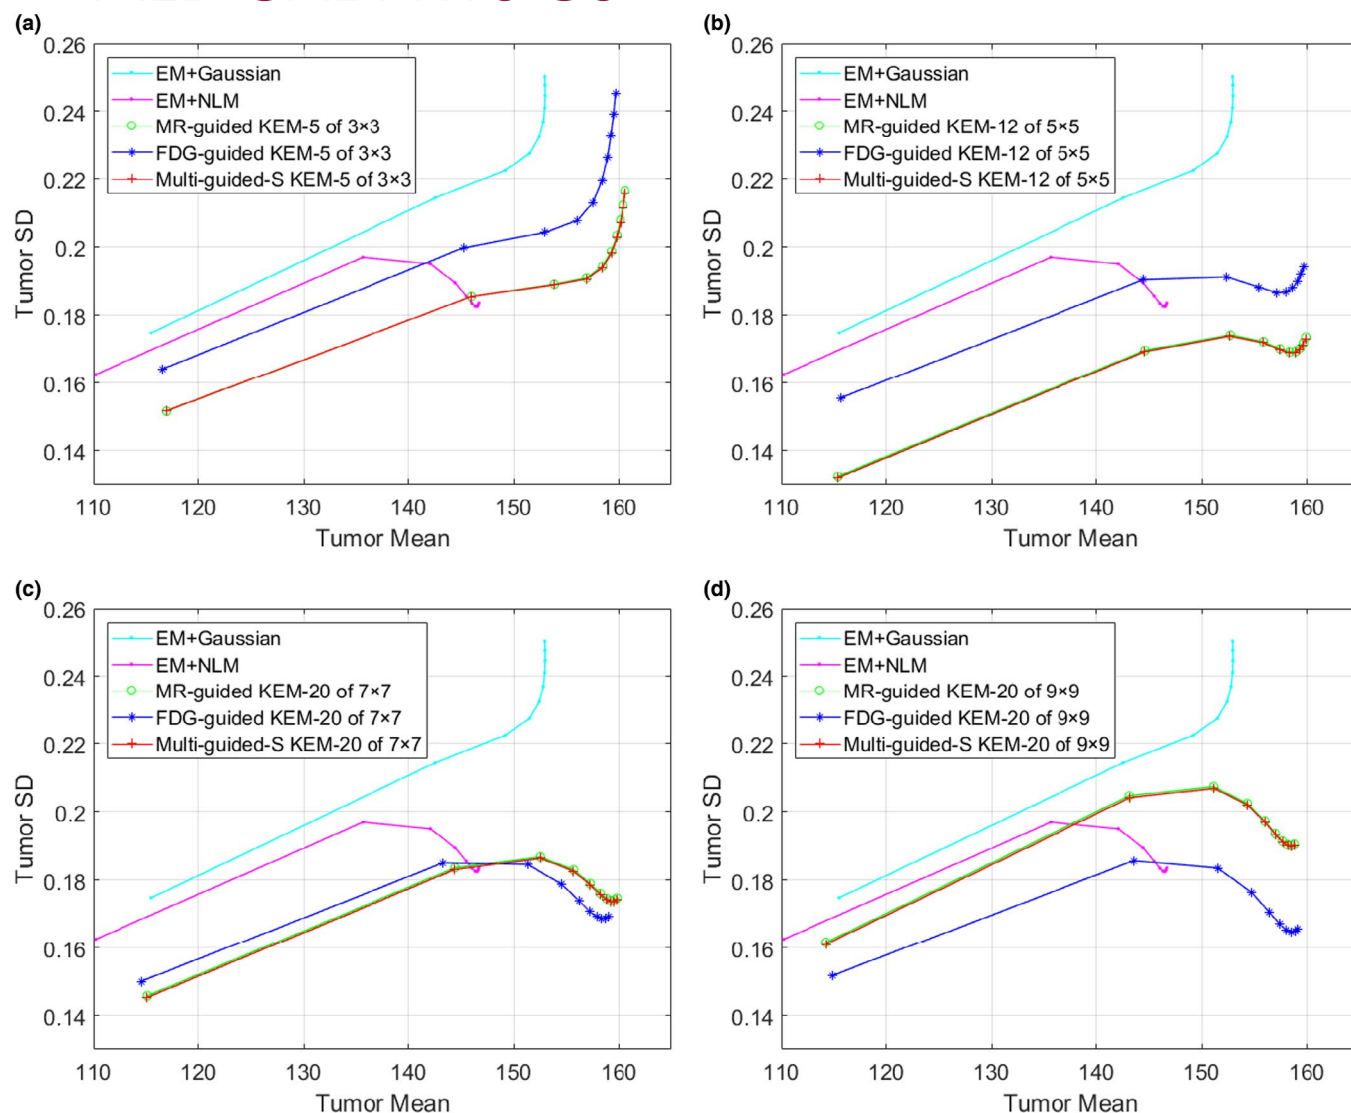 (a)
0.26
0.24
0.22
0.2
0.18
0.16
0.14
Tumor SD
EM+Gaussian
EM+NLM
MR-guided KEM-5 of 3×3
FDG-guided KEM-5 of 3×3
Multi-guided-S KEM-5 of 3×3
110 120 130 140 150 160
Tumor Mean
(b)
0.26
0.24
0.22
0.2
0.18
0.16
0.14
Tumor SD
EM+Gaussian
EM+NLM
MR-guided KEM-12 of 5×5
FDG-guided KEM-12 of 5×5
Multi-guided-S KEM-12 of 5×5
110 120 130 140 150 160
Tumor Mean
(c)
0.26
0.24
0.22
0.2
0.18
0.16
0.14
Tumor SD
EM+Gaussian
EM+NLM
MR-guided KEM-20 of 7×7
FDG-guided KEM-20 of 7×7
Multi-guided-S KEM-20 of 7×7
110 120 130 140 150 160
Tumor Mean
(d)
0.26
0.24
0.22
0.2
0.18
0.16
0.14
Tumor SD
EM+Gaussian
EM+NLM
MR-guided KEM-20 of 9×9
FDG-guided KEM-20 of 9×9
Multi-guided-S KEM-20 of 9×9
110 120 130 140 150 160
Tumor Mean